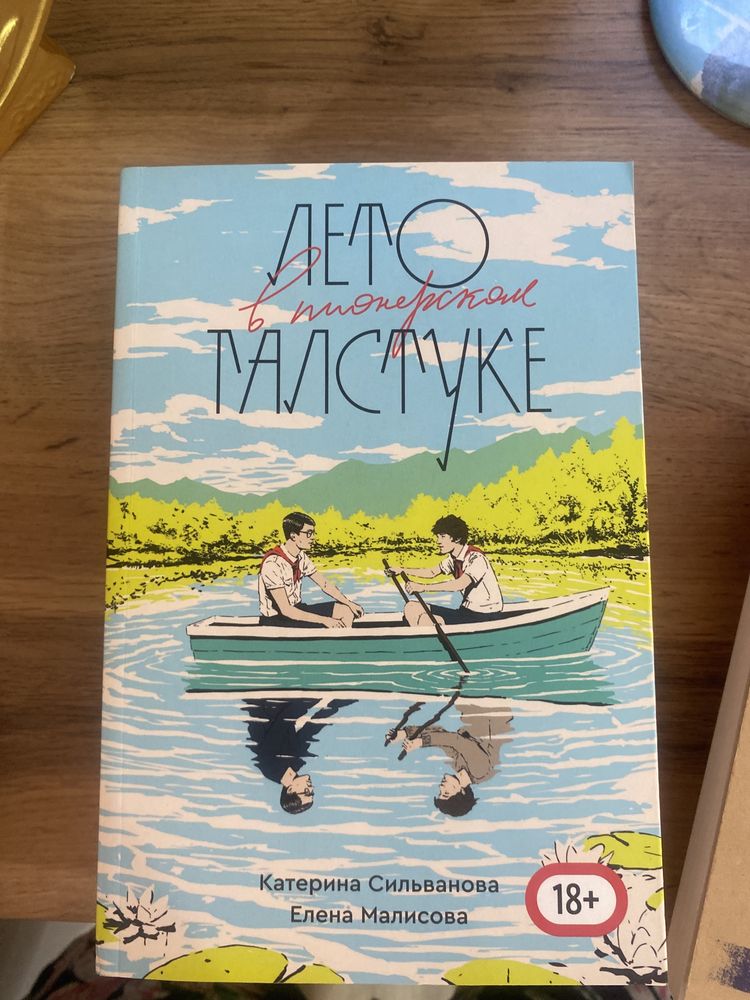 ЛЕТО
в пионерском
ГАЛСТУКЕ
Катерина Сильванова
Елена Малисова
18+